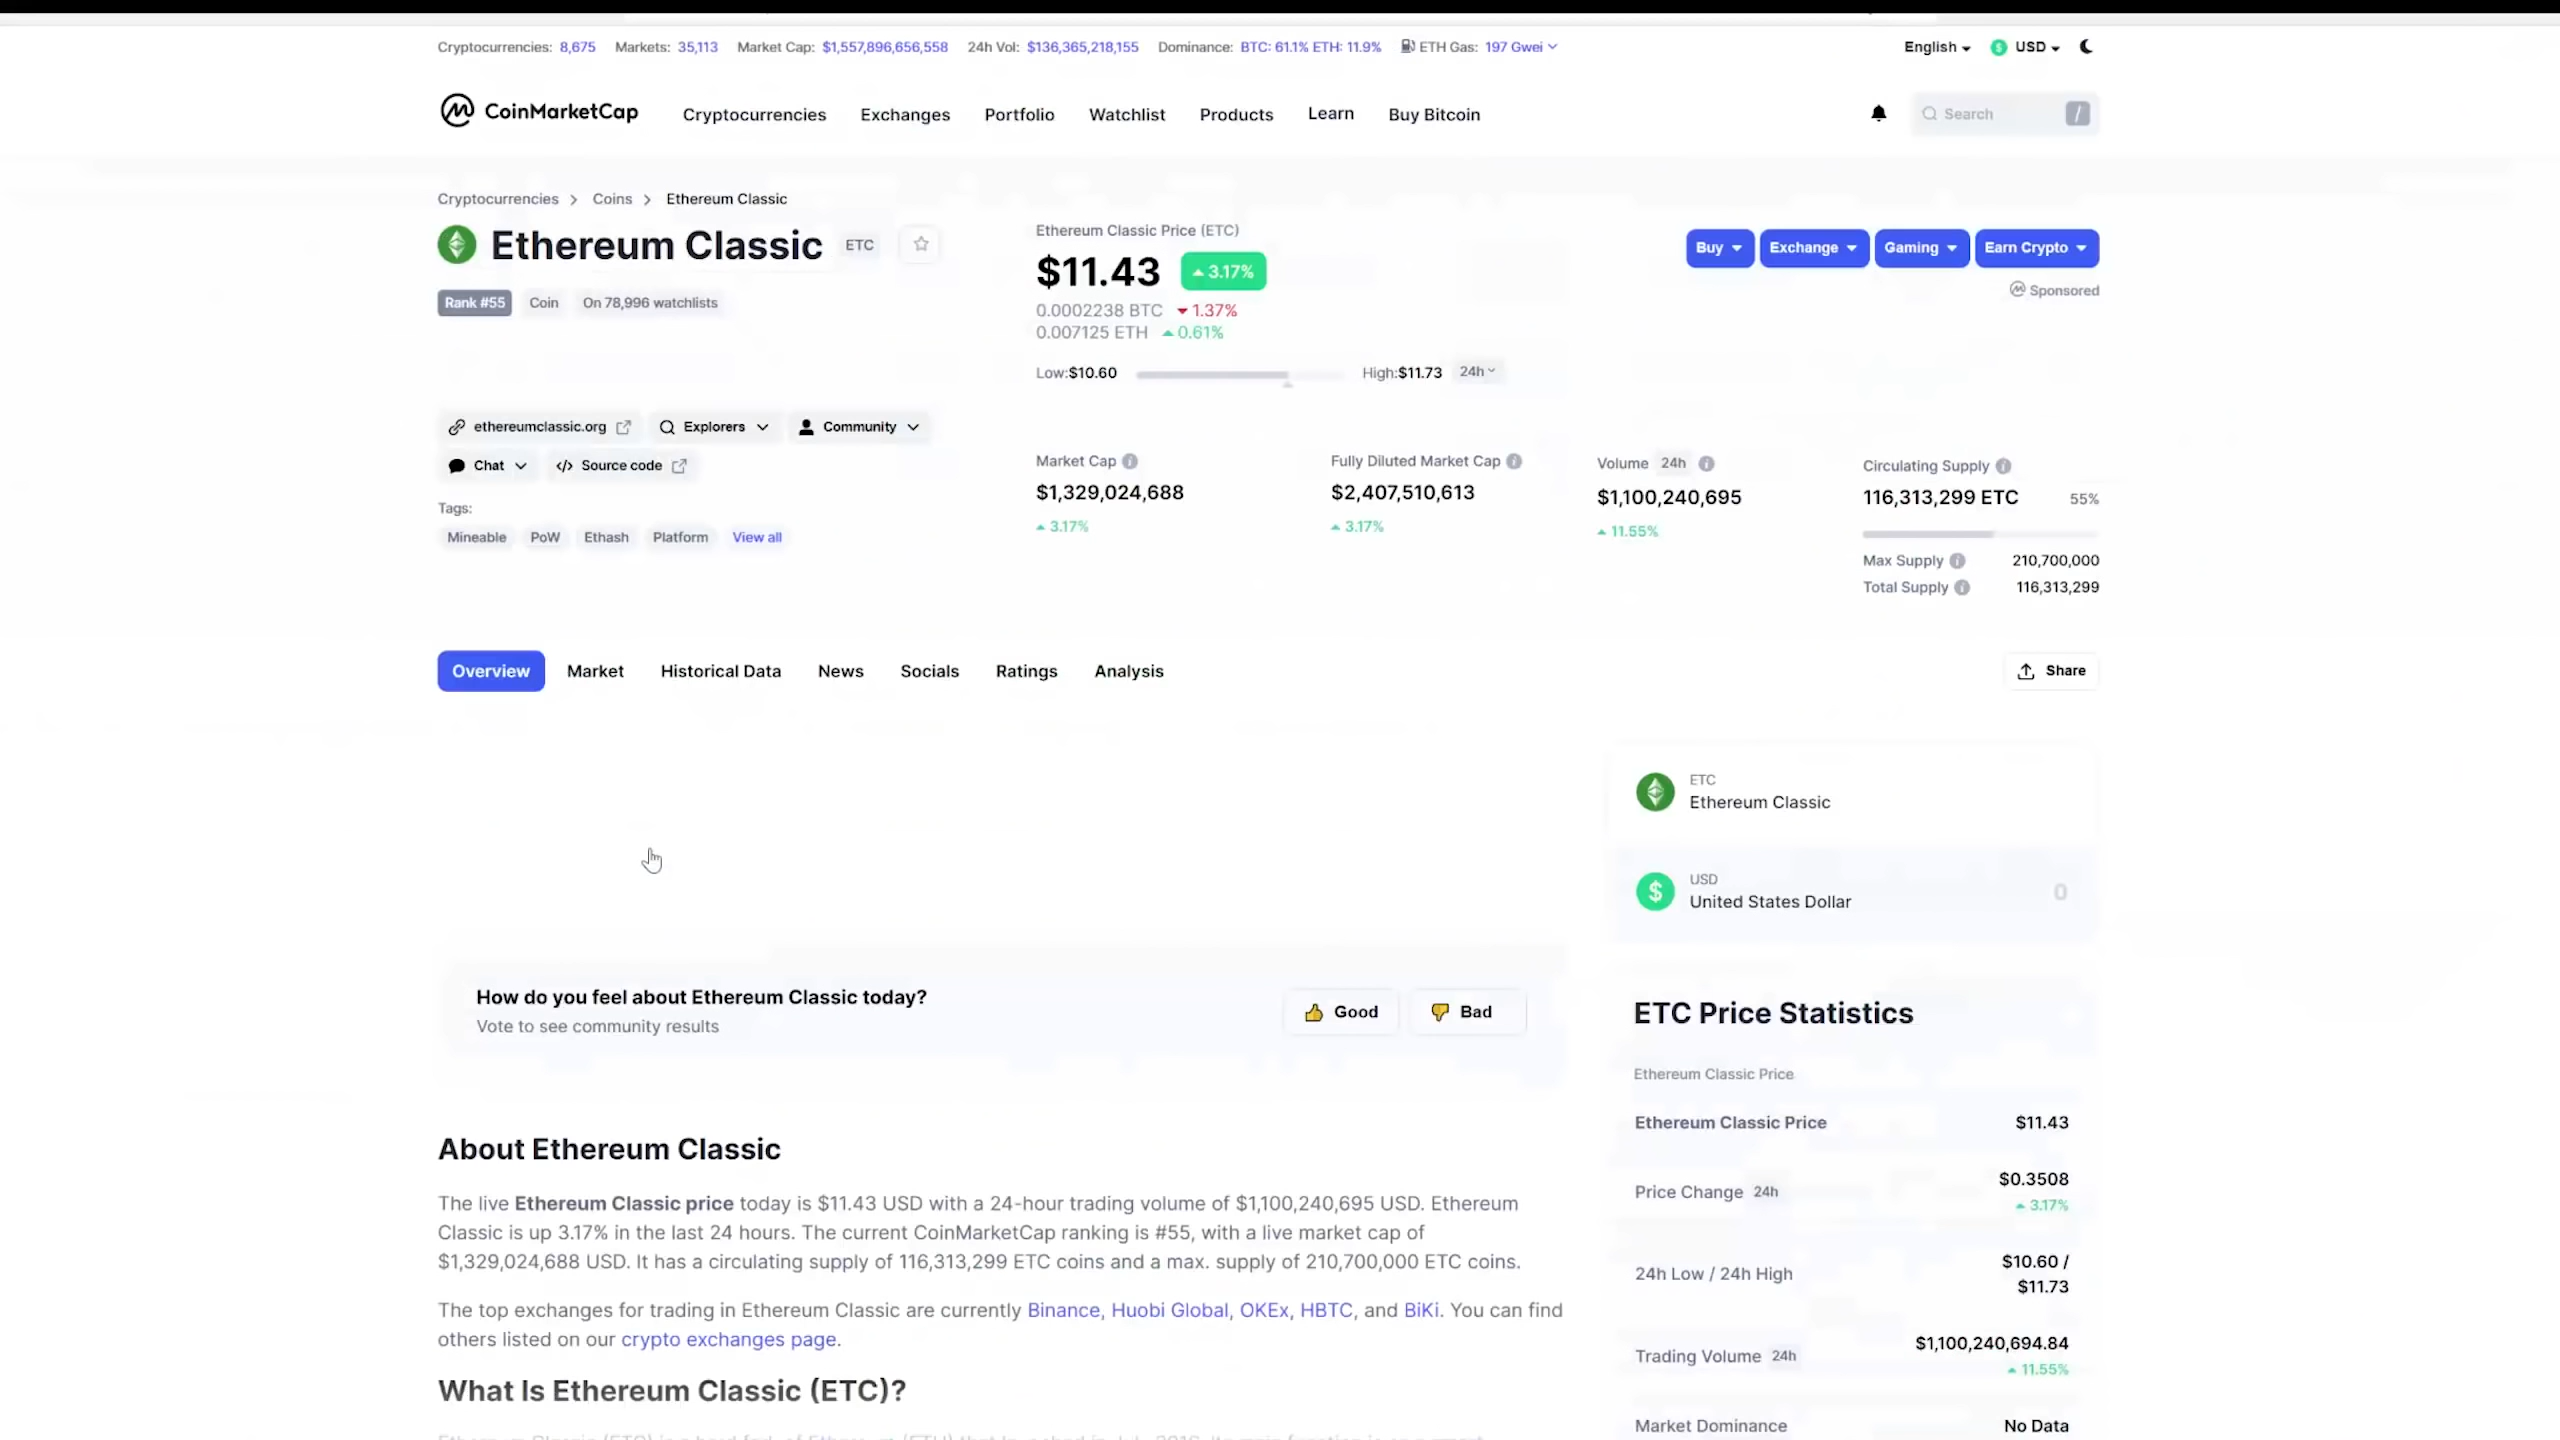 Cryptocurrencies: 8,675 Markets: 35,113 Market Cap: $1,557,896,656,558 24h Vol: $136,365,218,155 Dominance: BTC: 61.1% ETH: 11.9% ETH Gas: 197 Gwei
English USD
CoinMarketCap Cryptocurrencies Exchanges Portfolio Watchlist Products Learn Buy Bitcoin
Search /
Cryptocurrencies > Coins > Ethereum Classic
Ethereum Classic ETC
Rank #55 Coin On 78,996 watchlists
Ethereum Classic Price (ETC)
$11.43 3.17%
0.0002238 BTC 1.37%
0.007125 ETH 0.61%
Low:$10.60 High:$11.73 24h
Buy Exchange Gaming Earn Crypto
Sponsored
ethereumclassic.org Explorers Community
Chat </> Source code
Tags:
Mineable PoW Ethash Platform View all
Market Cap
$1,329,024,688
3.17%
Fully Diluted Market Cap
$2,407,510,613
3.17%
Volume 24h
$1,100,240,695
11.55%
Circulating Supply
116,313,299 ETC 55%
Max Supply 210,700,000
Total Supply 116,313,299
Overview Market Historical Data News Socials Ratings Analysis
Share
ETC
Ethereum Classic
USD
United States Dollar 0
How do you feel about Ethereum Classic today?
Vote to see community results
Good Bad
About Ethereum Classic
The live Ethereum Classic price today is $11.43 USD with a 24-hour trading volume of $1,100,240,695 USD. Ethereum
Classic is up 3.17% in the last 24 hours. The current CoinMarketCap ranking is #55, with a live market cap of
$1,329,024,688 USD. It has a circulating supply of 116,313,299 ETC coins and a max. supply of 210,700,000 ETC coins.
The top exchanges for trading in Ethereum Classic are currently Binance, Huobi Global, OKEx, HBTC, and BiKi. You can find
others listed on our crypto exchanges page.
What Is Ethereum Classic (ETC)?
ETC Price Statistics
Ethereum Classic Price
Ethereum Classic Price $11.43
Price Change 24h $0.3508
3.17%
24h Low / 24h High $10.60 /
$11.73
Trading Volume 24h $1,100,240,694.84
11.55%
Market Dominance No Data